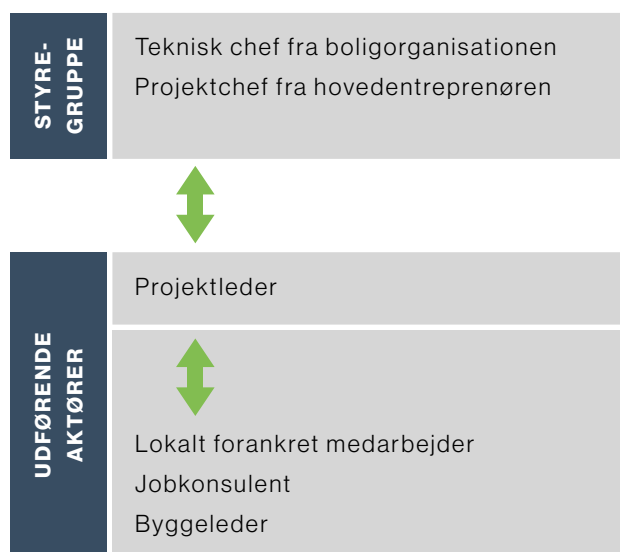 STYRE-
GRUPPE
Teknisk chef fra boligorganisationen
Projektchef fra hovedentreprenøren
UDFØRENDE
AKTØRER
Projektleder
Lokalt forankret medarbejder
Jobkonsulent
Byggeleder